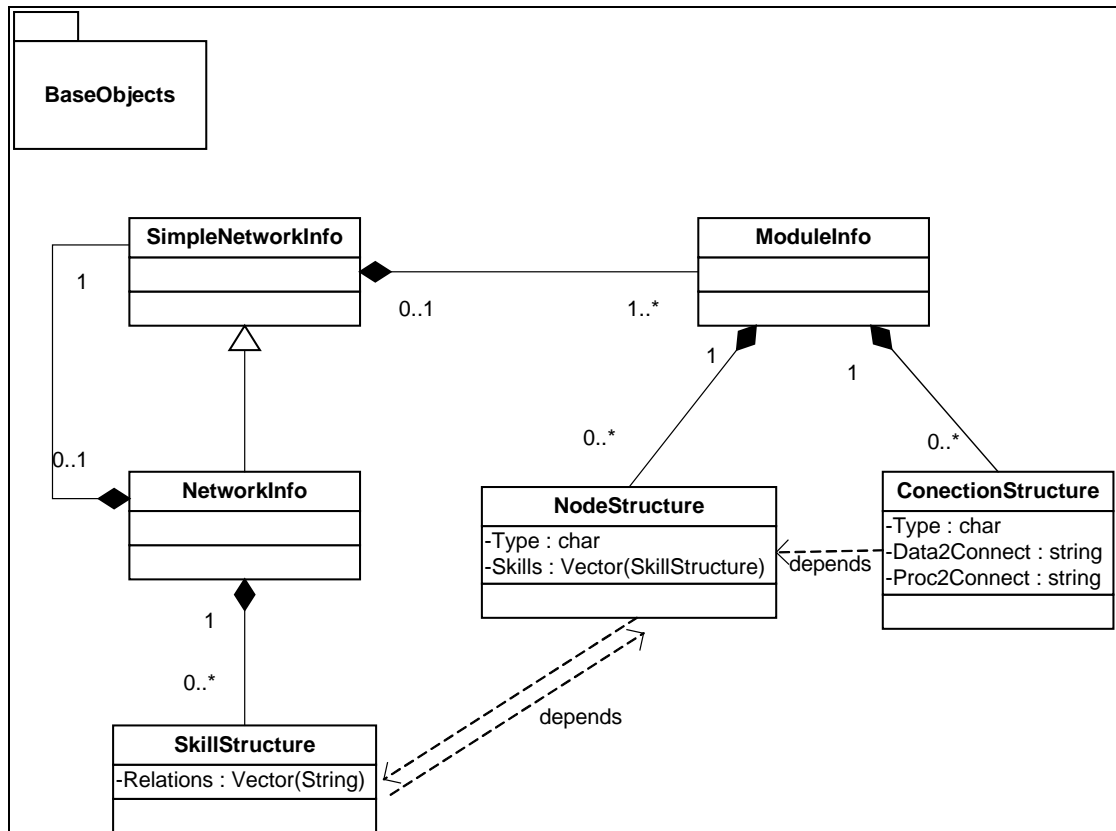 BaseObjects
SimpleNetworkInfo
ModuleInfo
1
0..1
1..*
1
1
0..*
0..*
0..1
NetworkInfo
NodeStructure
-Type : char
-Skills : Vector(SkillStructure)
ConectionStructure
-Type : char
-Data2Connect : string
-Proc2Connect : string
depends
1
0..*
depends
SkillStructure
-Relations : Vector(String)